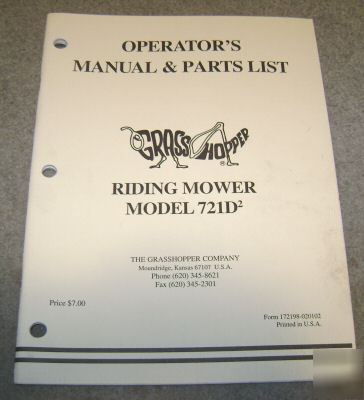 OPERATOR'S
MANUAL & PARTS LIST
GRASSHOPPER
RIDING MOWER
MODEL 721D²
THE GRASSHOPPER COMPANY
Moundridge, Kansas 67107 U.S.A.
Phone (620) 345-8621
Fax (620) 345-2301
Price $7.00
Form 172198-020102
Printed in U.S.A.